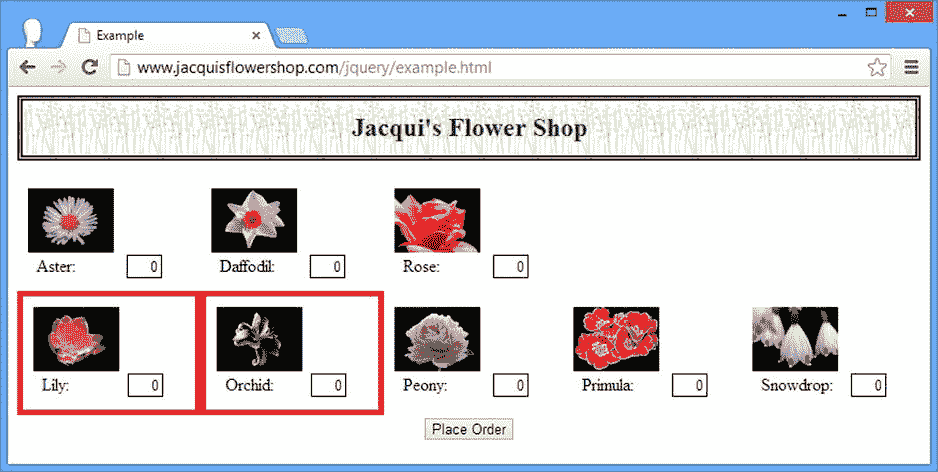 Example
www.jacquisflowershop.com/jquery/example.html
Jacqui's Flower Shop
Aster: 0 Daffodil: 0 Rose: 0
Lily: 0 Orchid: 0 Peony: 0 Primula: 0 Snowdrop: 0
Place Order